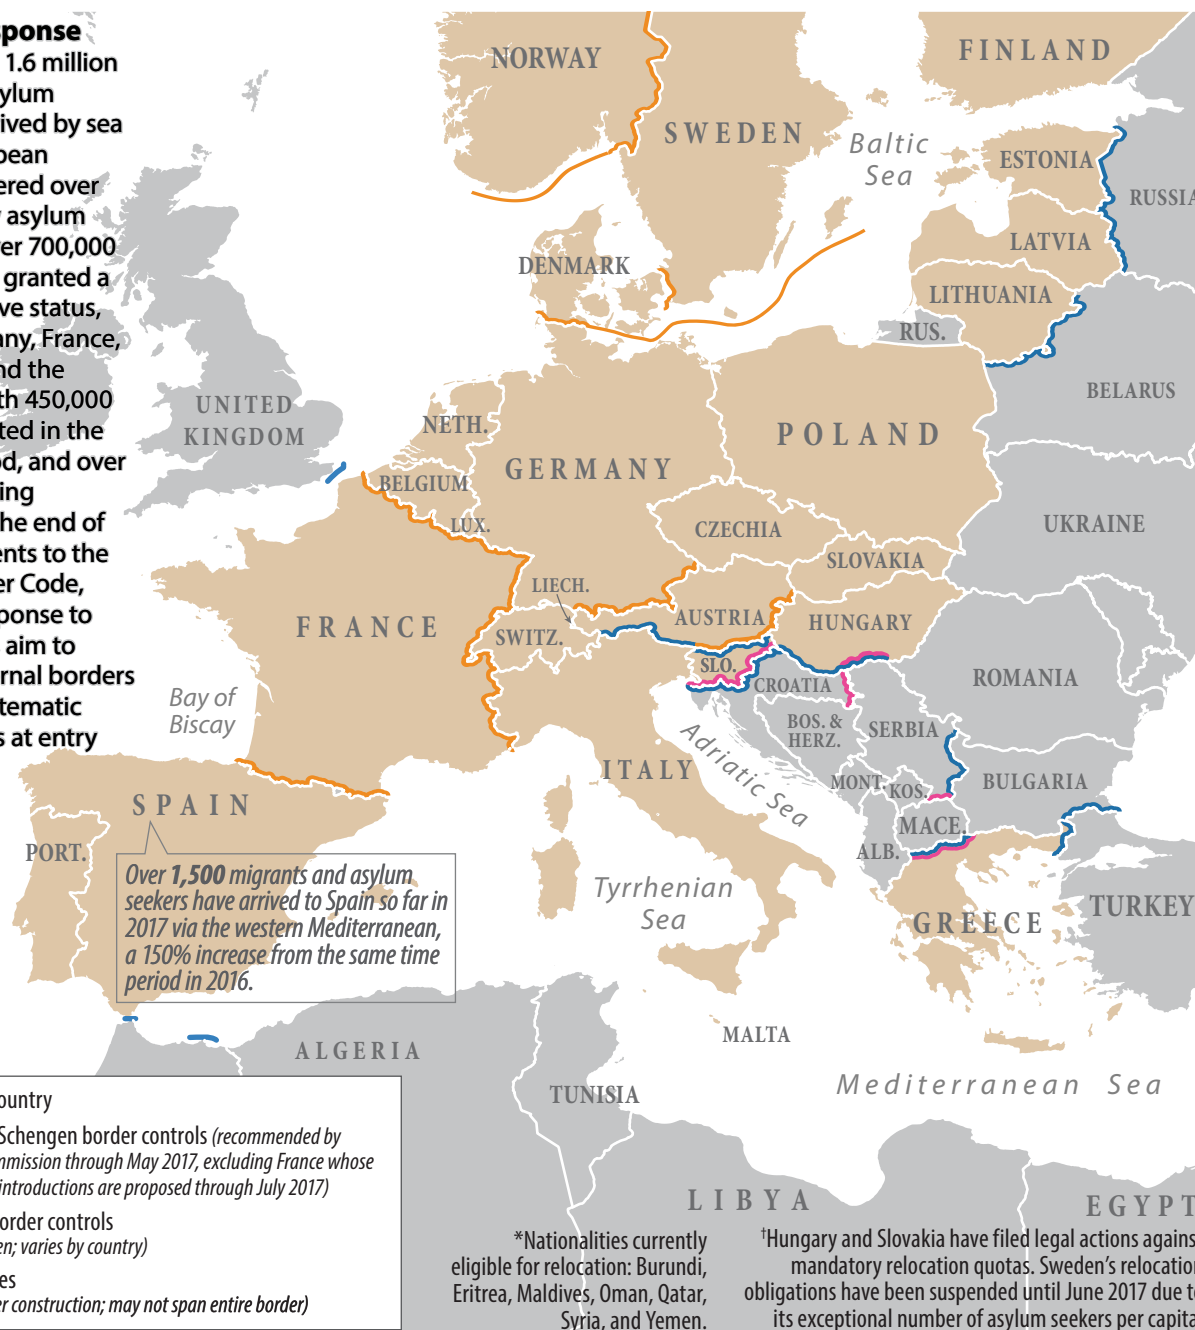 ponse
1.6 million
ylum
ived by sea
pean
ered over
asylum
er 700,000
granted a
ve status,
any, France,
nd the
th 450,000
ted in the
od, and over
ing
he end of
ents to the
er Code,
ponse to
aim to
rnal borders
tematic
s at entry
NORWAY
FINLAND
SWEDEN
Baltic
Sea
ESTONIA
RUSSIA
LATVIA
DENMARK
LITHUANIA
RUS.
BELARUS
UNITED
KINGDOM
NETH.
POLAND
GERMANY
BELGIUM
LUX.
CZECHIA
UKRAINE
SLOVAKIA
LIECH.
FRANCE
SWITZ.
AUSTRIA
HUNGARY
SLO.
CROATIA
ROMANIA
Bay of
Biscay
BOS. &
HERZ.
SERBIA
Adriatic Sea
ITALY
MONT.
KOS.
BULGARIA
SPAIN
PORT.
MACE.
ALB.
Over 1,500 migrants and asylum
seekers have arrived to Spain so far in
2017 via the western Mediterranean,
a 150% increase from the same time
period in 2016.
Tyrrhenian
Sea
GREECE
TURKEY
MALTA
ALGERIA
TUNISIA
Mediterranean Sea
LIBYA
EGYPT
ountry
Schengen border controls (recommended by
mmission through May 2017, excluding France whose
introductions are proposed through July 2017)
order controls
en; varies by country)
es
er construction; may not span entire border)
*Nationalities currently
eligible for relocation: Burundi,
Eritrea, Maldives, Oman, Qatar,
Syria, and Yemen.
†Hungary and Slovakia have filed legal actions agains
mandatory relocation quotas. Sweden's relocation
obligations have been suspended until June 2017 due t
its exceptional number of asylum seekers per capita